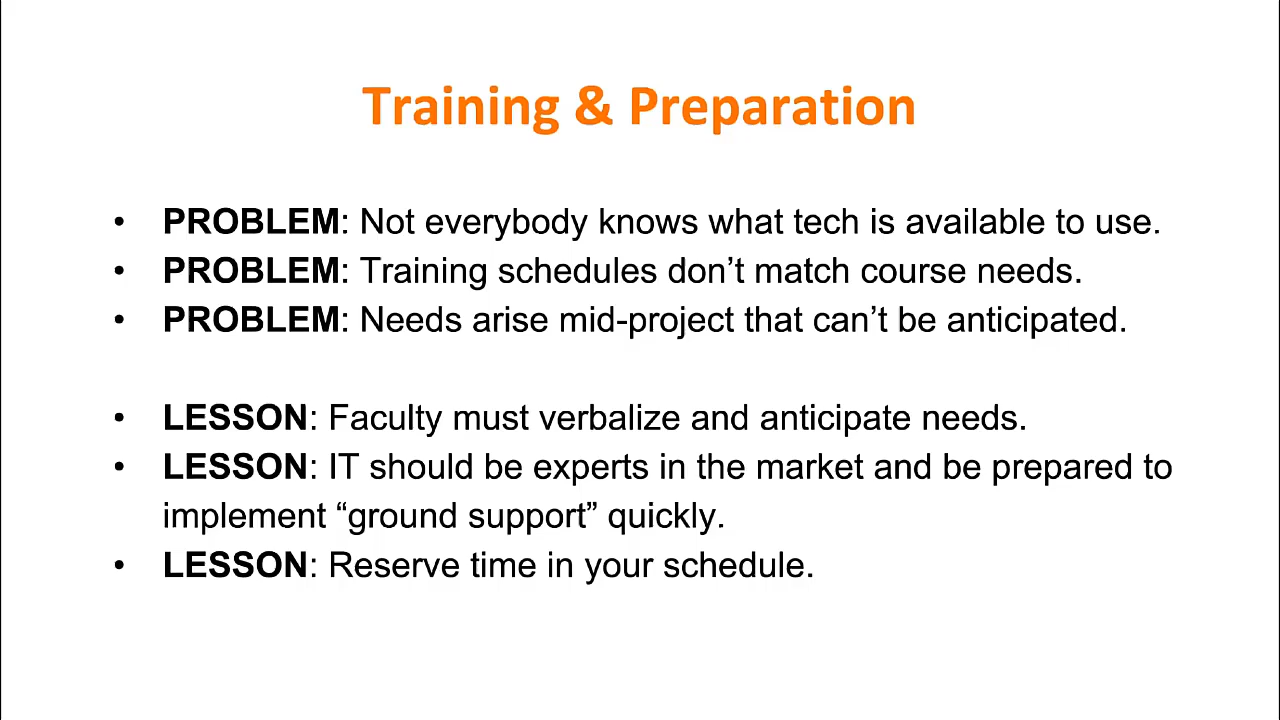 Training & Preparation
• PROBLEM: Not everybody knows what tech is available to use.
• PROBLEM: Training schedules don’t match course needs.
• PROBLEM: Needs arise mid-project that can’t be anticipated.
• LESSON: Faculty must verbalize and anticipate needs.
• LESSON: IT should be experts in the market and be prepared to
implement “ground support” quickly.
• LESSON: Reserve time in your schedule.